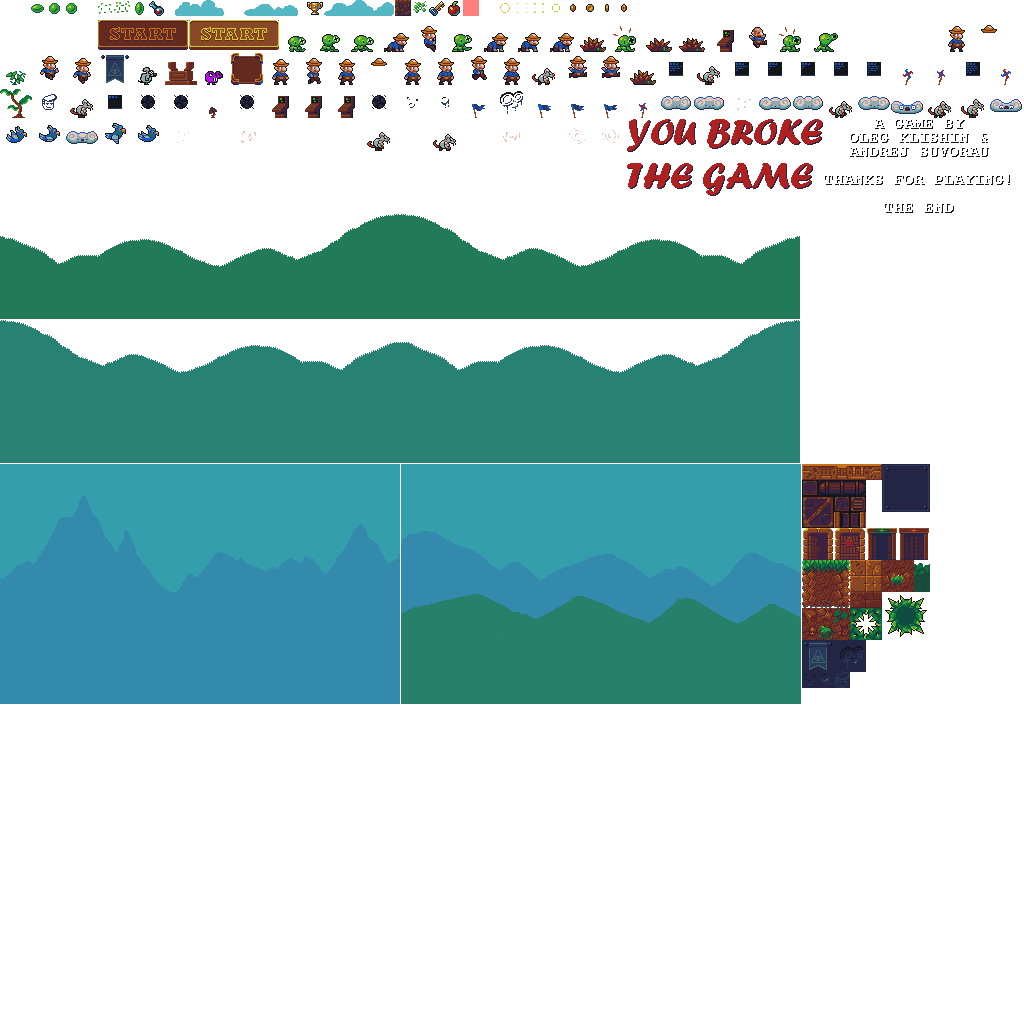 START START
YOU BROKE
THE GAME
A GAME BY
OLEG KLISHIN &
ANDREJ SUVORAU
THANKS FOR PLAYING!
THE END